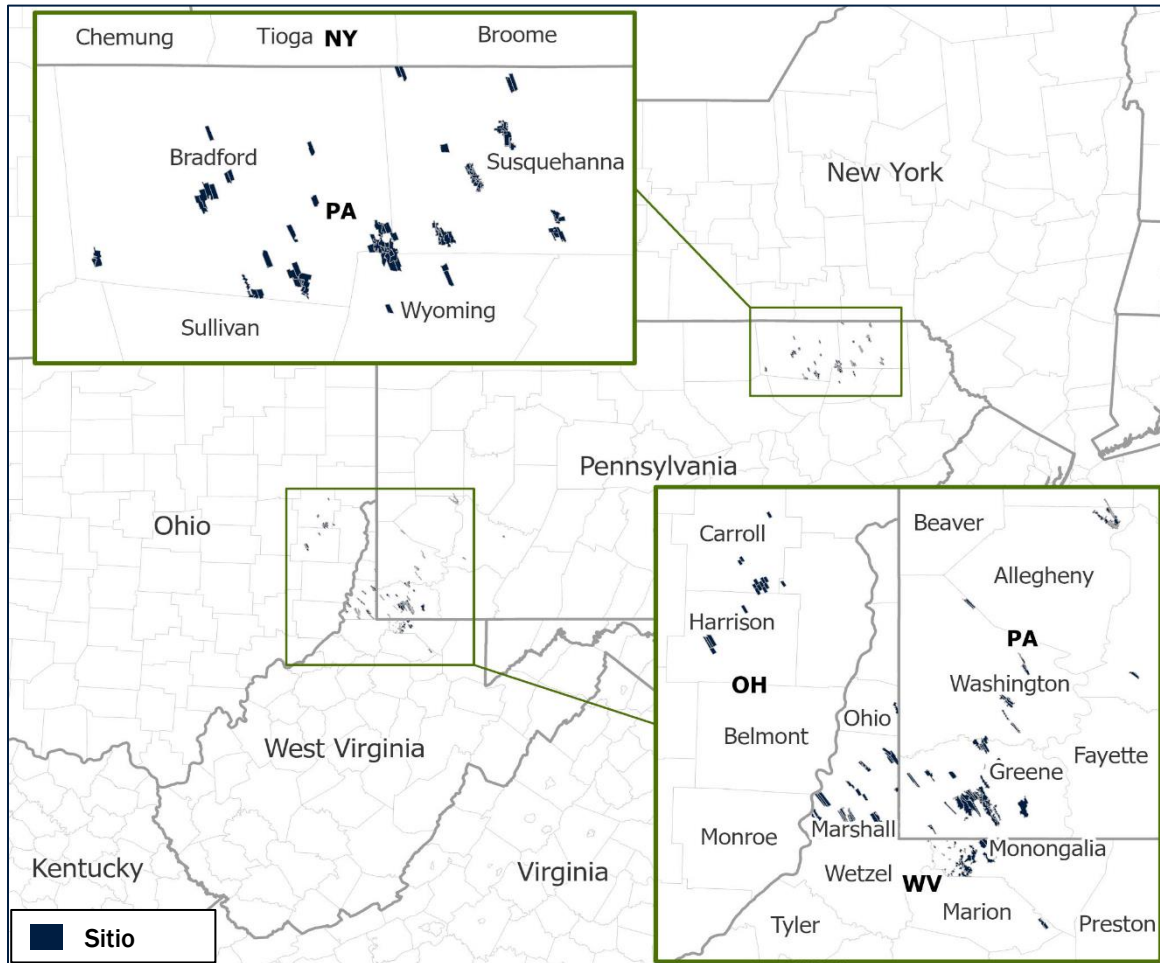 Chemung
Tioga NY
Broome
Bradford
Susquehanna
PA
Wyoming
Sullivan
New York
Pennsylvania
Ohio
West Virginia
Kentucky
Virginia
Carroll
Beaver
Allegheny
Harrison
PA
OH
Washington
Ohio
Belmont
Fayette
Greene
Monroe
Marshall
Monongalia
Wetzel
WV
Marion
Tyler
Preston
Sitio